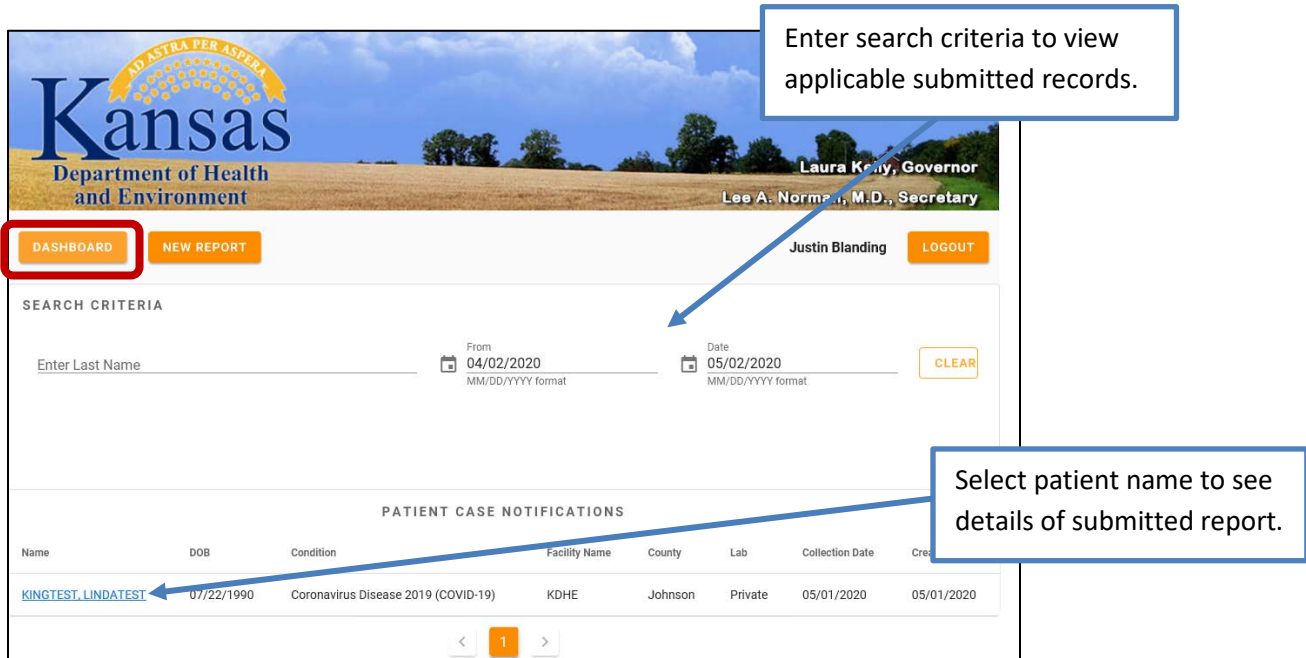 Enter search criteria to view
applicable submitted records.
AD ASTRA PER ASPERA
Kansas
Department of Health
and Environment
Laura Kelly, Governor
Lee A. Norman, M.D., Secretary
DASHBOARD NEW REPORT Justin Blanding LOGOUT
SEARCH CRITERIA
Enter Last Name
From
04/02/2020
MM/DD/YYYY format
Date
05/02/2020
MM/DD/YYYY format
CLEAR
Select patient name to see
details of submitted report.
PATIENT CASE NOTIFICATIONS
Name DOB Condition Facility Name County Lab Collection Date
KINGTEST, LINDATEST 07/22/1990 Coronavirus Disease 2019 (COVID-19) KDHE Johnson Private 05/01/2020 05/01/2020
< 1 >